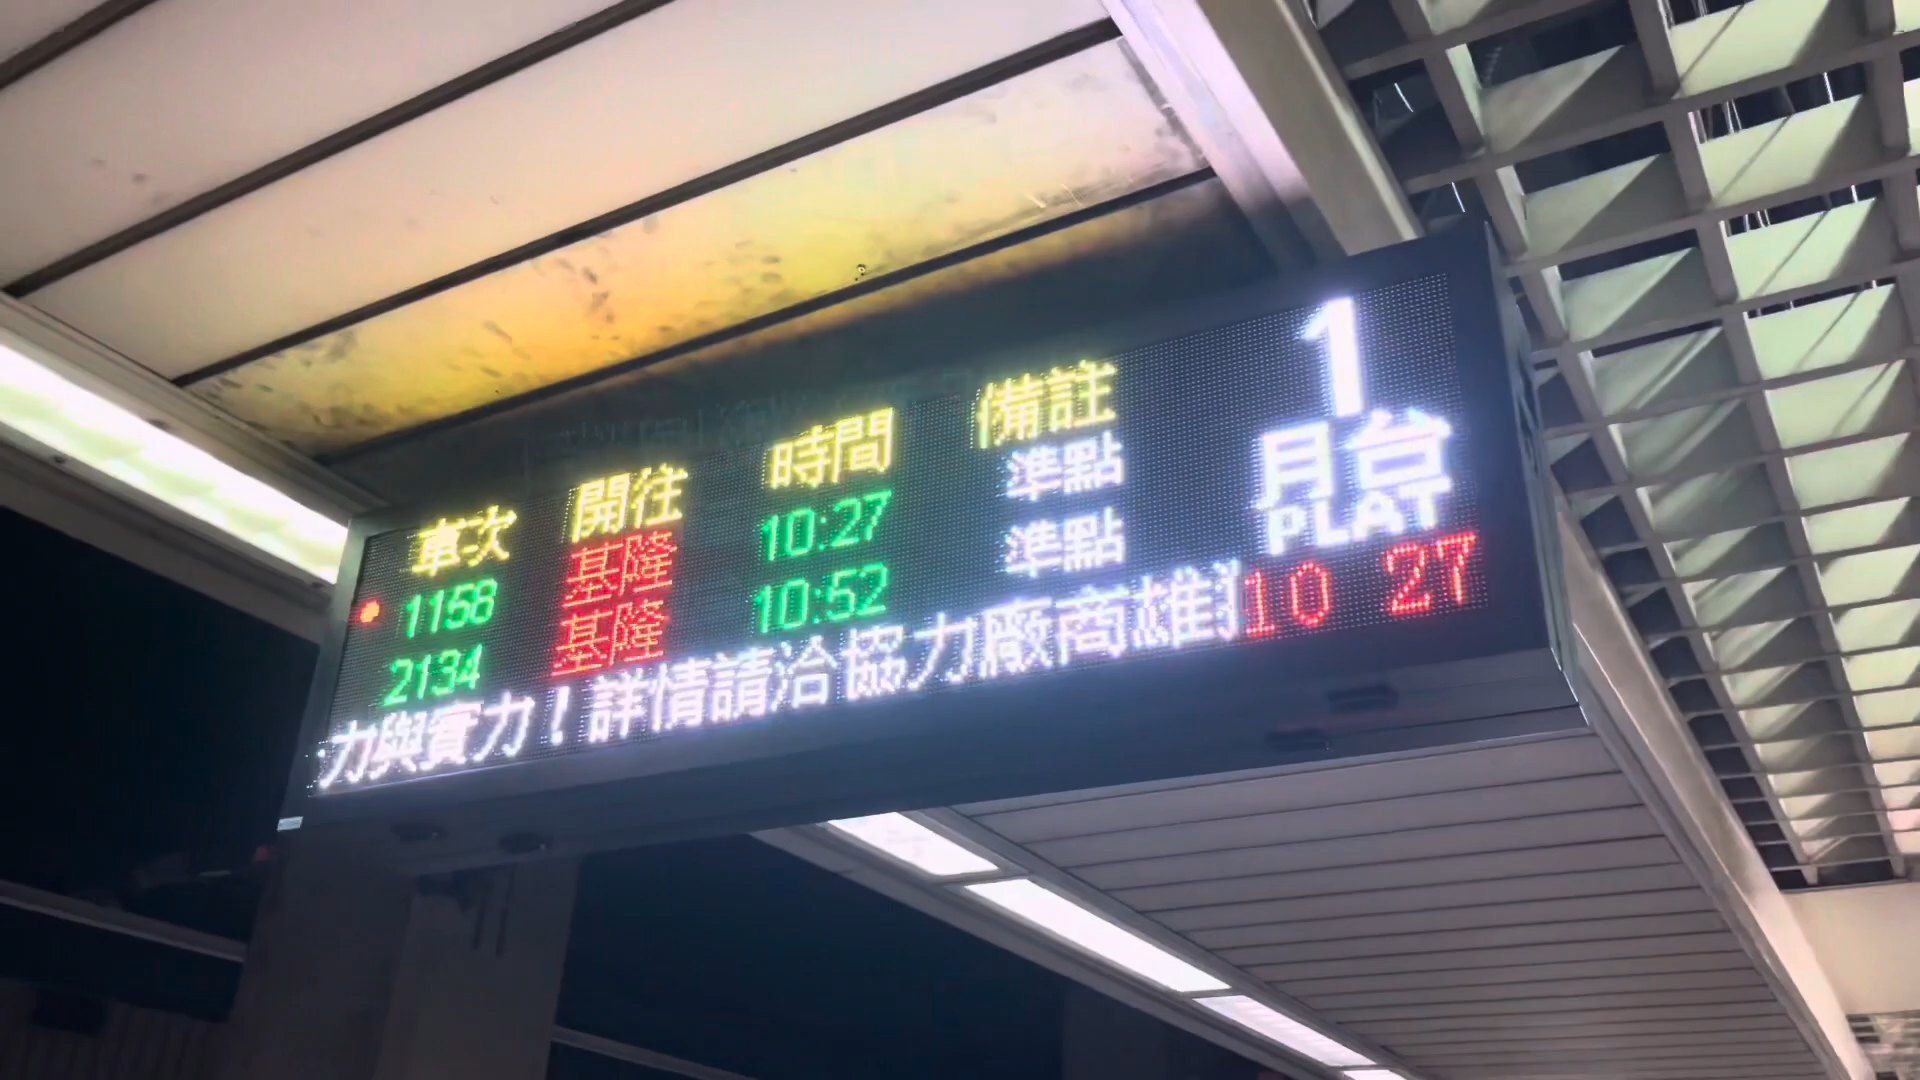 車次 開往 時間 備註
1158 基隆 10:27 準點
2134 基隆 10:52 準點
力與實力！詳情請洽協力廠商雄
1
月台
PLAT
10 27